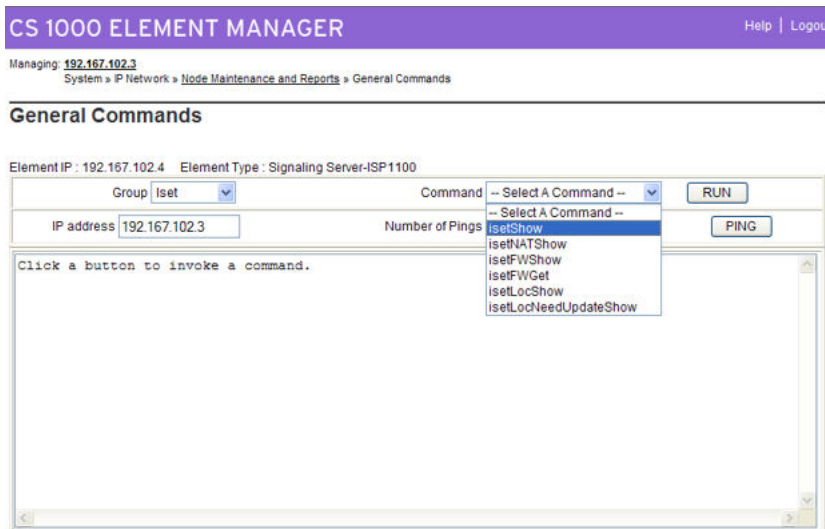 CS 1000 ELEMENT MANAGER Help | Logou
Managing: 192.167.102.3
System » IP Network » Node Maintenance and Reports » General Commands
General Commands
Element IP : 192.167.102.4 Element Type : Signaling Server-ISP1100
Group Iset Command -- Select A Command -- RUN
-- Select A Command --
IP address 192.167.102.3 Number of Pings isetShow PING
isetNATShow
isetFWShow
Click a button to invoke a command. isetFWGet
isetLocShow
isetLocNeedUpdateShow